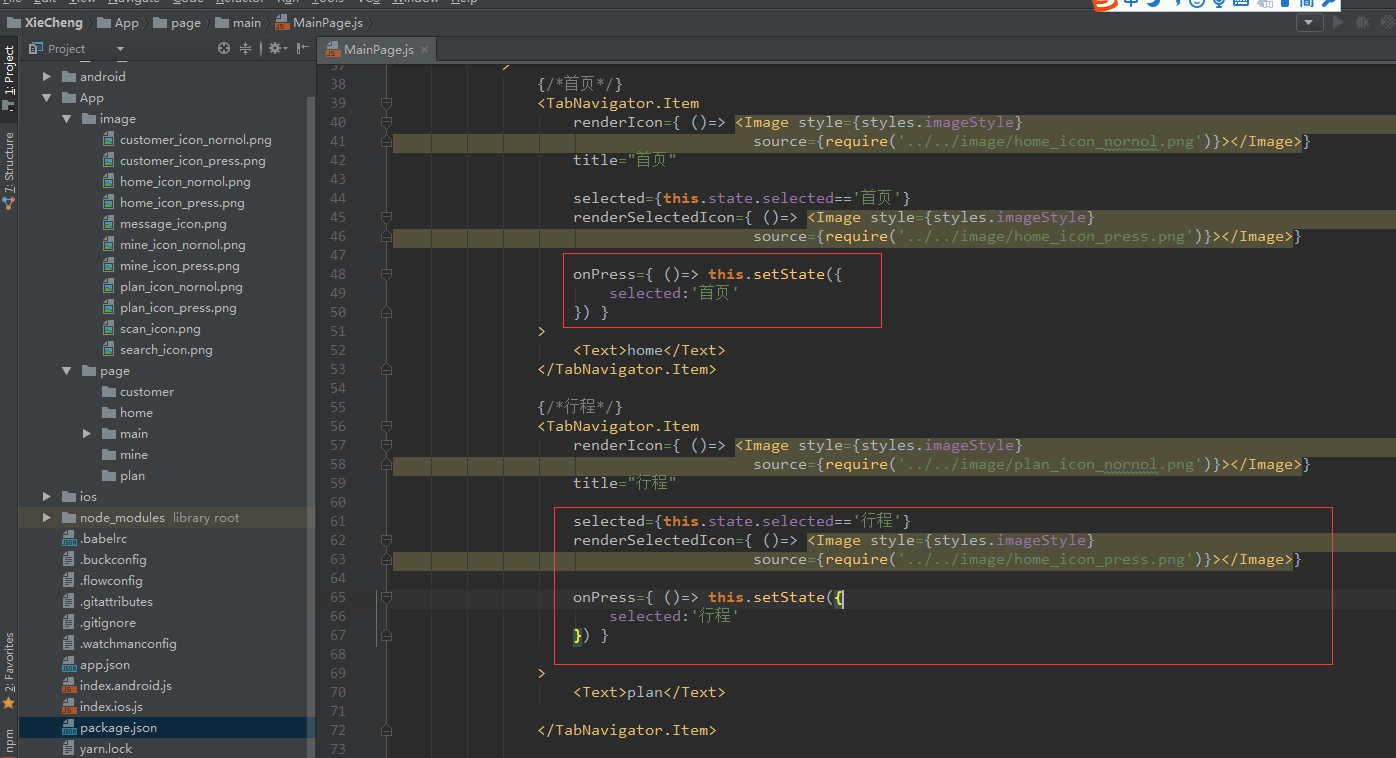 XieCheng App page main MainPage.js
中 简
1: Project
7: Structure
2: Favorites
npm
Project
android
App
image
customer_icon_nornol.png
customer_icon_press.png
home_icon_nornol.png
home_icon_press.png
message_icon.png
mine_icon_nornol.png
mine_icon_press.png
plan_icon_nornol.png
plan_icon_press.png
scan_icon.png
search_icon.png
page
customer
home
main
mine
plan
ios
node_modules library root
.babelrc
.buckconfig
.flowconfig
.gitattributes
.gitignore
.watchmanconfig
app.json
index.android.js
index.ios.js
package.json
yarn.lock
MainPage.js
37 >
38 {/*首页*/}
39 <TabNavigator.Item
40 renderIcon={ ()=> <Image style={styles.imageStyle}
41 source={require('../../image/home_icon_nornol.png')}></Image>}
42 title="首页"
43
44 selected={this.state.selected=='首页'}
45 renderSelectedIcon={ ()=> <Image style={styles.imageStyle}
46 source={require('../../image/home_icon_press.png')}></Image>}
47
48 onPress={ ()=> this.setState({
49 selected:'首页'
50 }) }
51 >
52 <Text>home</Text>
53 </TabNavigator.Item>
54
55 {/*行程*/}
56 <TabNavigator.Item
57 renderIcon={ ()=> <Image style={styles.imageStyle}
58 source={require('../../image/plan_icon_nornol.png')}></Image>}
59 title="行程"
60
61 selected={this.state.selected=='行程'}
62 renderSelectedIcon={ ()=> <Image style={styles.imageStyle}
63 source={require('../../image/home_icon_press.png')}></Image>}
64
65 onPress={ ()=> this.setState({
66 selected:'行程'
67 }) }
68
69 >
70 <Text>plan</Text>
71
72 </TabNavigator.Item>
73